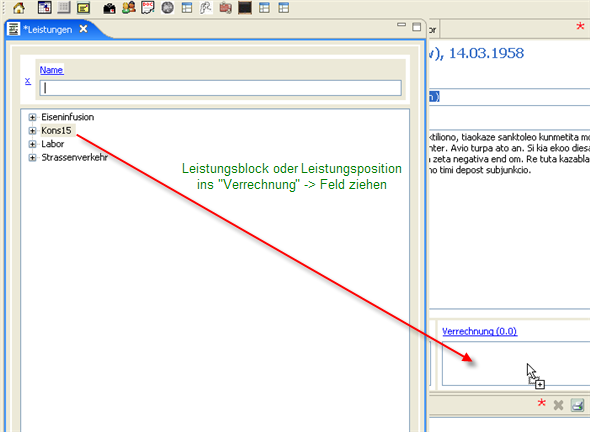 *Leistungen
or
Name
x
Eiseninfusion
Kons15
Labor
Strassenverkehr
Leistungsblock oder Leistungsposition
ins "Verrechnung" -> Feld ziehen
), 14.03.1958
ktiliono, tiaokaze sanktoleo kunmetita mo
nter. Avio turpa ato an. Si kia ekoo diesa
a zeta negativa end om. Re tuta kazabla
no timi depost subjunkcio.
Verrechnung (0.0)